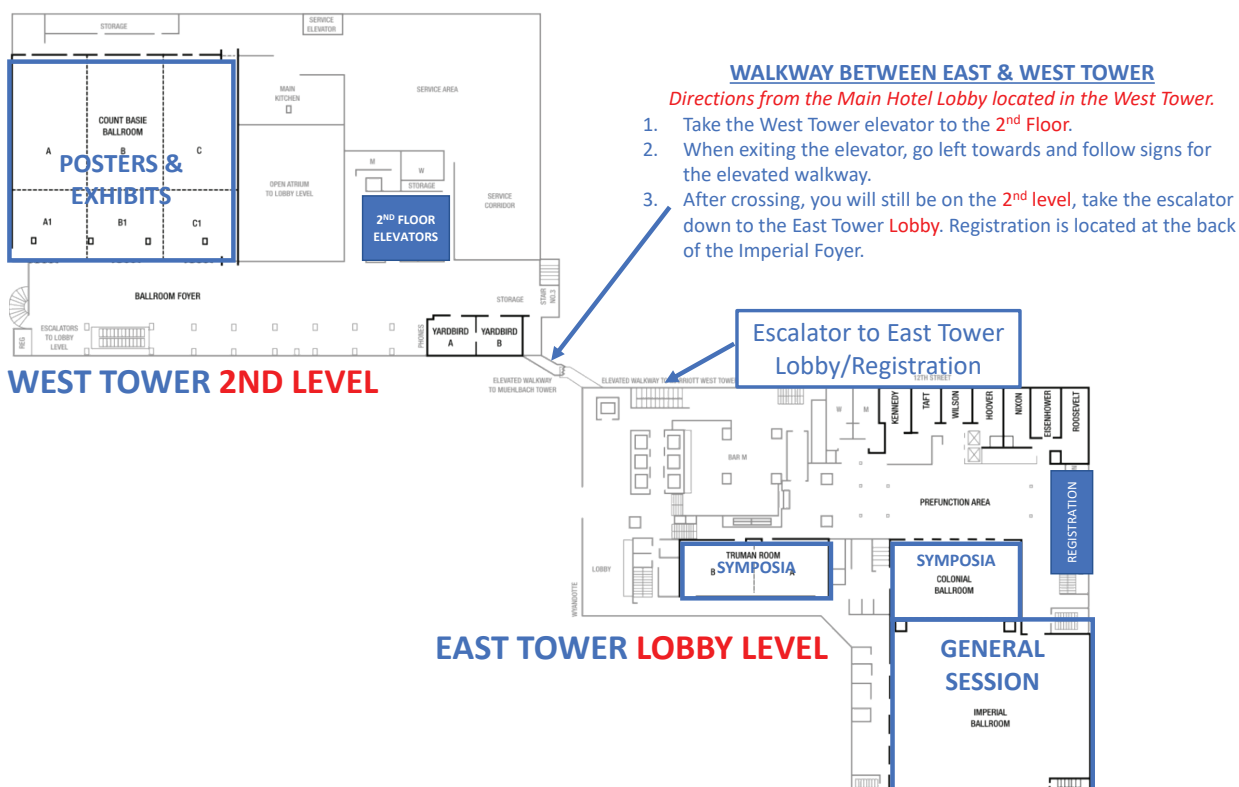 STORAGE
SERVICE
ELEVATOR
MAIN
KITCHEN
SERVICE AREA
COUNT BASIE
BALLROOM
A
B
C
POSTERS &
EXHIBITS
A1
B1
C1
OPEN ATRIUM
TO LOBBY LEVEL
M
W
STORAGE
SERVICE
CORRIDOR
2ND FLOOR
ELEVATORS
BALLROOM FOYER
STORAGE
STAIR
NO.3
REG
ESCALATORS
TO LOBBY
LEVEL
PHONES
YARDBIRD
A
YARDBIRD
B
WEST TOWER 2ND LEVEL
WALKWAY BETWEEN EAST & WEST TOWER
Directions from the Main Hotel Lobby located in the West Tower.
1. Take the West Tower elevator to the 2nd Floor.
2. When exiting the elevator, go left towards and follow signs for
the elevated walkway.
3. After crossing, you will still be on the 2nd level, take the escalator
down to the East Tower Lobby. Registration is located at the back
of the Imperial Foyer.
Escalator to East Tower
Lobby/Registration
ELEVATED WALKWAY
TO MUEHLBACH TOWER
ELEVATED WALKWAY WEST TOWER
12TH STREET
W
M
KENNEDY
TAFT
WILSON
HOOVER
NIXON
EISENHOWER
ROOSEVELT
BAR M
PREFUNCTION AREA
REGISTRATION
LOBBY
WYANDOTTE
TRUMAN ROOM
B
SYMPOSIA
A
SYMPOSIA
COLONIAL
BALLROOM
EAST TOWER LOBBY LEVEL
GENERAL
SESSION
IMPERIAL
BALLROOM